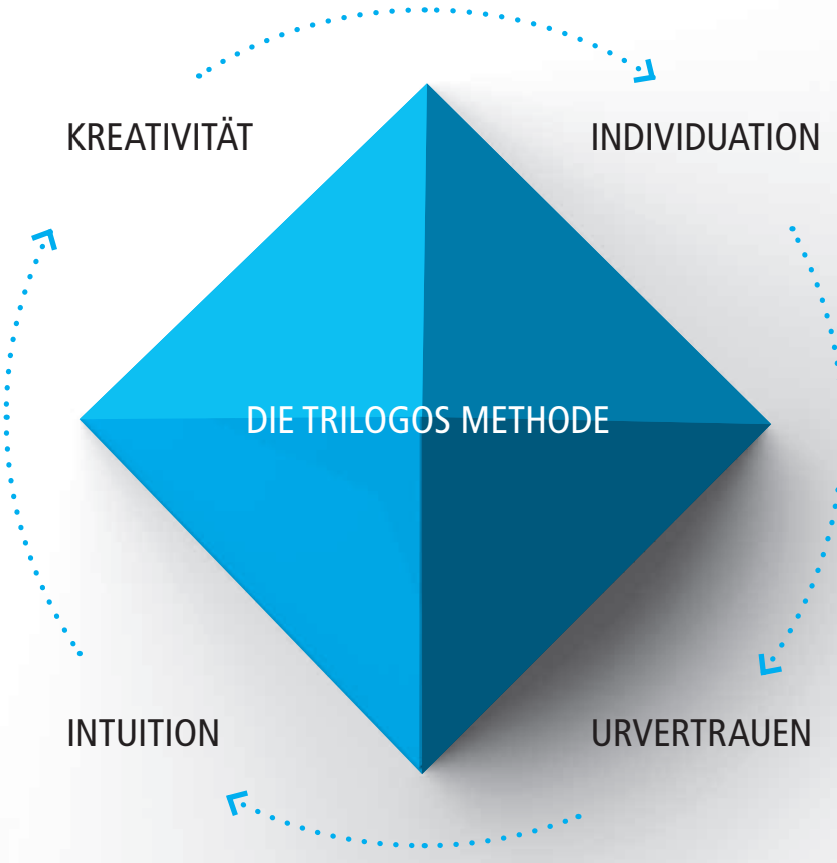 KREATIVITÄT
INDIVIDUATION
DIE TRILOGOS METHODE
INTUITION
URVERTRAUEN